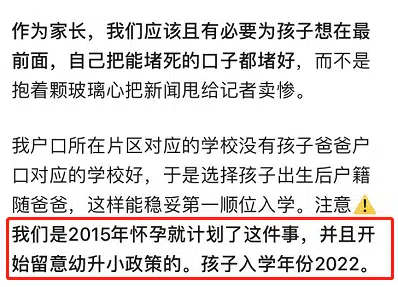 作为家长，我们应该且有必要为孩子想在最
前面，自己把能堵死的口子都堵好，而不是
抱着颗玻璃心把新闻甩给记者卖惨。
我户口所在片区对应的学校没有孩子爸爸户
口对应的学校好，于是选择孩子出生后户籍
随爸爸，这样能稳妥第一顺位入学。注意⚠️
我们是2015年怀孕就计划了这件事，并且开
始留意幼升小政策的。孩子入学年份2022。